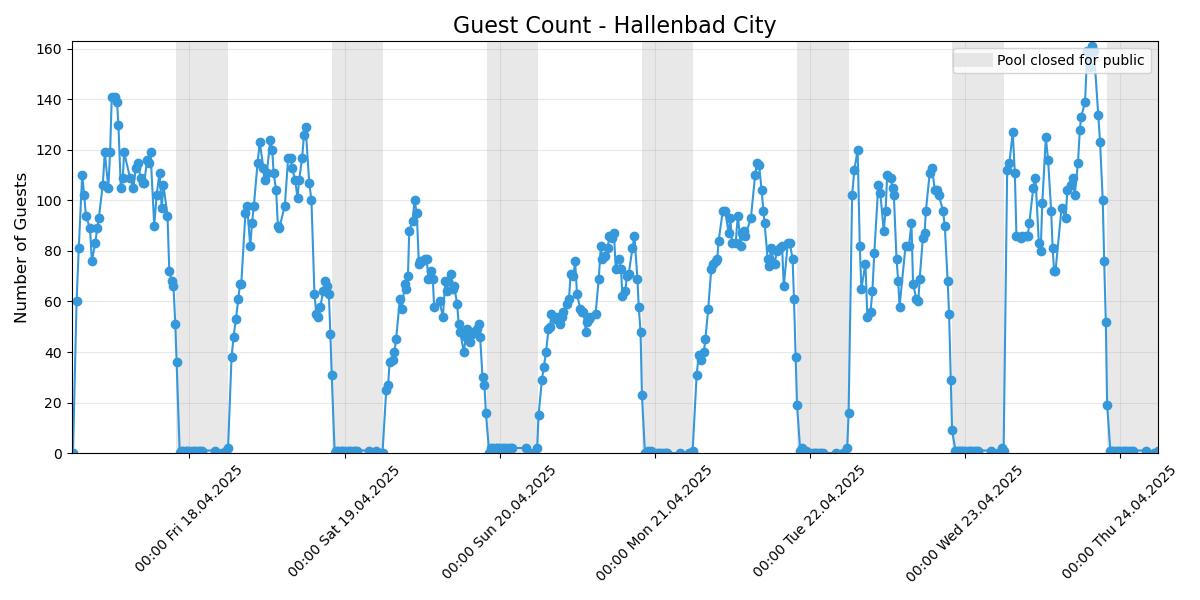 Guest Count - Hallenbad City
Pool closed for public
Number of Guests
160
140
120
100
80
60
40
20
0
00:00 Fri 18.04.2025
00:00 Sat 19.04.2025
00:00 Sun 20.04.2025
00:00 Mon 21.04.2025
00:00 Tue 22.04.2025
00:00 Wed 23.04.2025
00:00 Thu 24.04.2025